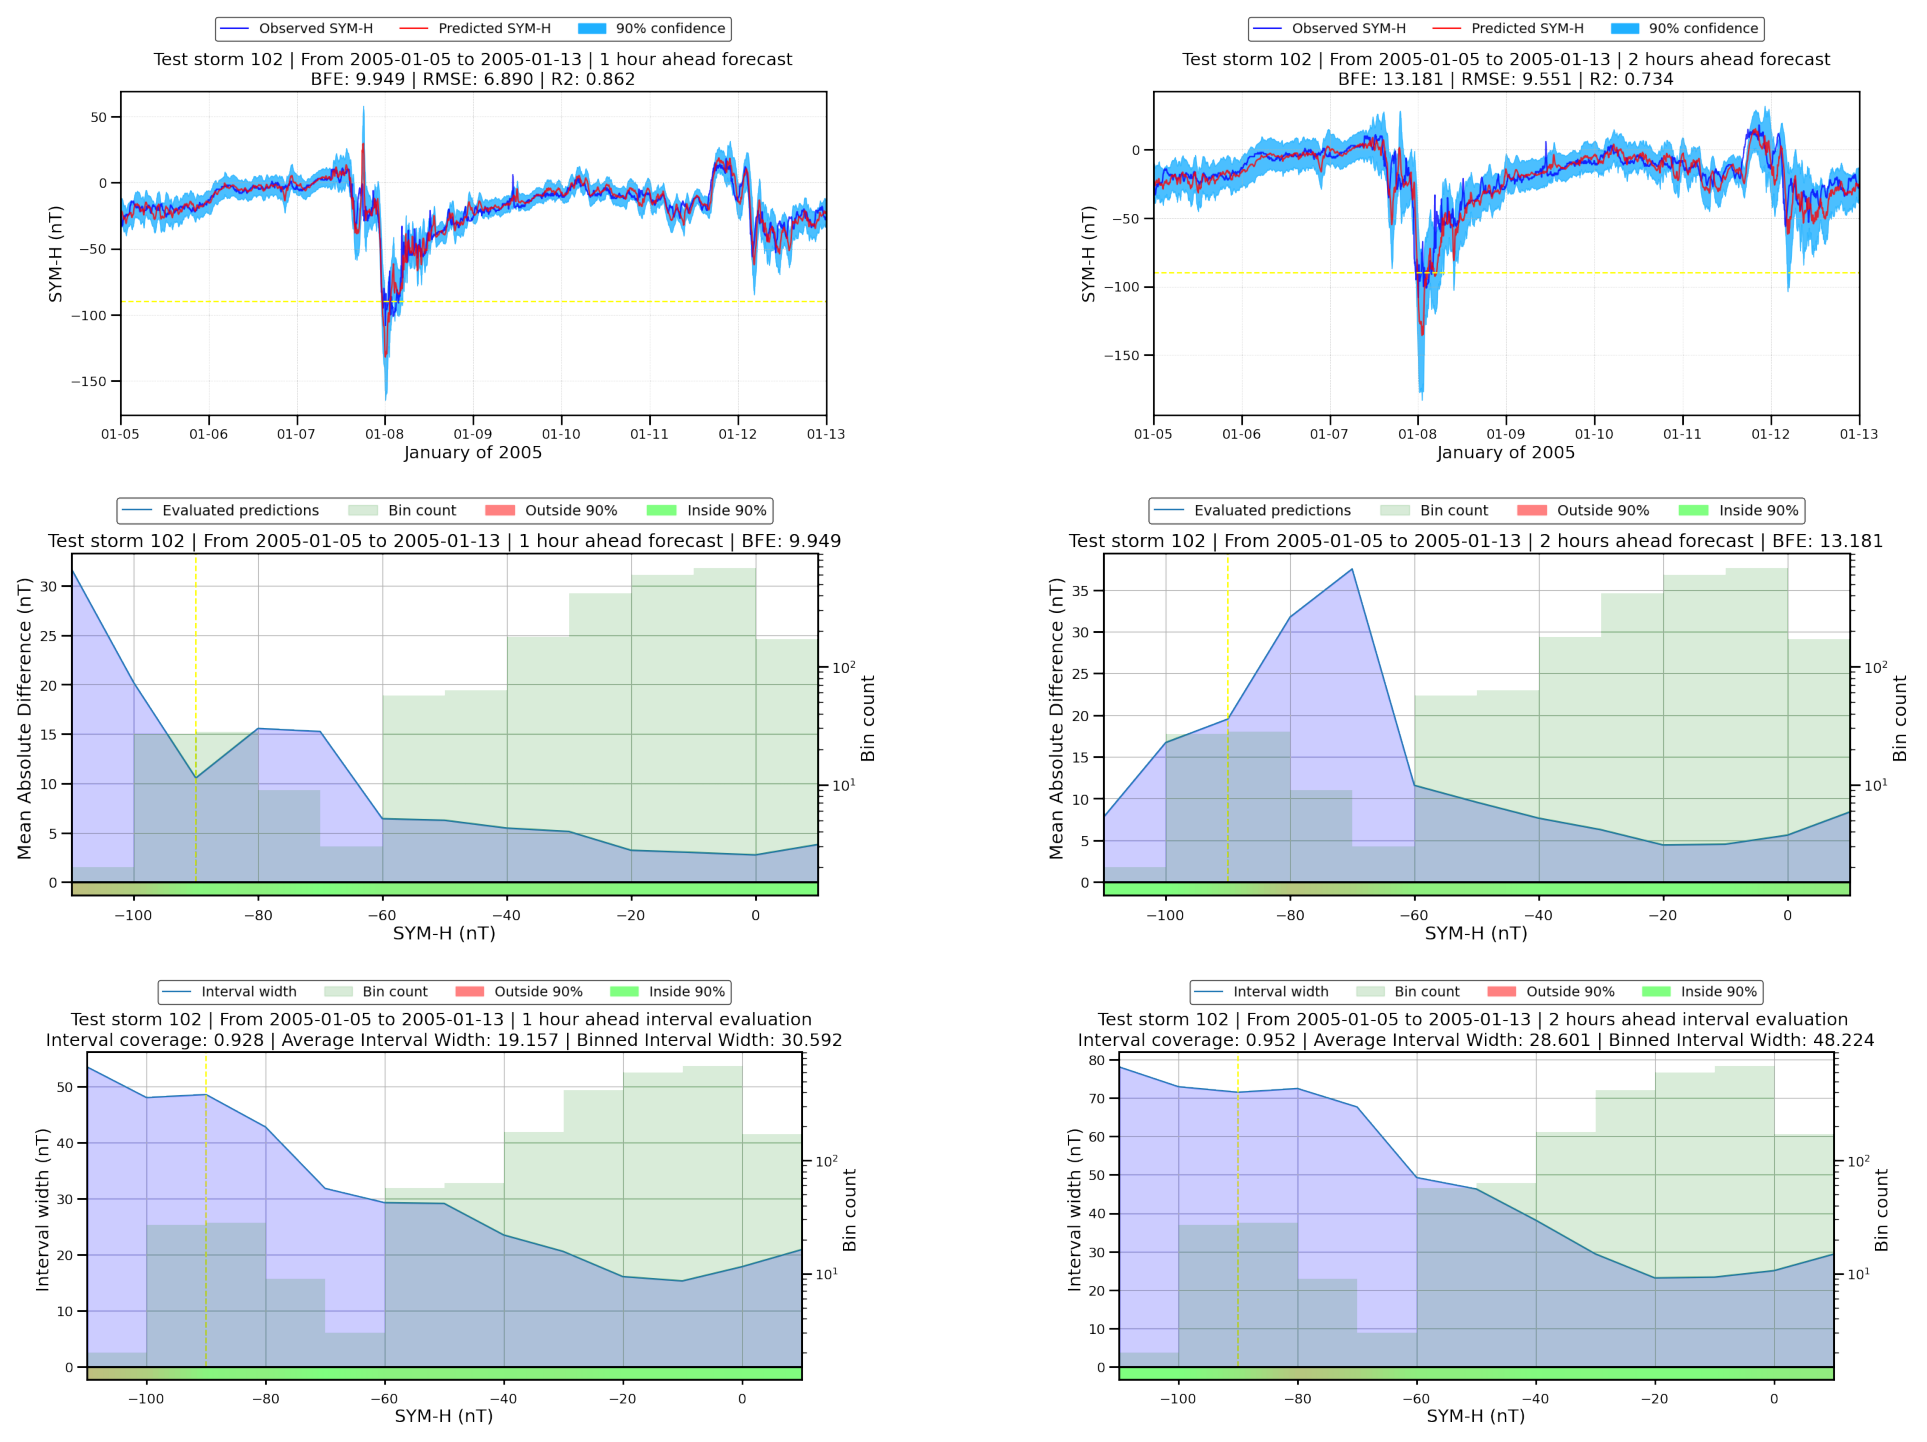 Observed SYM-H Predicted SYM-H 90% confidence
Test storm 102 | From 2005-01-05 to 2005-01-13 | 1 hour ahead forecast
BFE: 9.949 | RMSE: 6.890 | R2: 0.862
SYM-H (nT)
50
0
−50
−100
−150
01-05 01-06 01-07 01-08 01-09 01-10 01-11 01-12 01-13
January of 2005
Observed SYM-H Predicted SYM-H 90% confidence
Test storm 102 | From 2005-01-05 to 2005-01-13 | 2 hours ahead forecast
BFE: 13.181 | RMSE: 9.551 | R2: 0.734
SYM-H (nT)
0
−50
−100
−150
01-05 01-06 01-07 01-08 01-09 01-10 01-11 01-12 01-13
January of 2005
Evaluated predictions Bin count Outside 90% Inside 90%
Test storm 102 | From 2005-01-05 to 2005-01-13 | 1 hour ahead forecast | BFE: 9.949
Mean Absolute Difference (nT)
30
25
20
15
10
5
0
10²
10¹
Bin count
−100 −80 −60 −40 −20 0
SYM-H (nT)
Evaluated predictions Bin count Outside 90% Inside 90%
Test storm 102 | From 2005-01-05 to 2005-01-13 | 2 hours ahead forecast | BFE: 13.181
Mean Absolute Difference (nT)
35
30
25
20
15
10
5
0
10²
10¹
Bin count
−100 −80 −60 −40 −20 0
SYM-H (nT)
Interval width Bin count Outside 90% Inside 90%
Test storm 102 | From 2005-01-05 to 2005-01-13 | 1 hour ahead interval evaluation
Interval coverage: 0.928 | Average Interval Width: 19.157 | Binned Interval Width: 30.592
Interval width (nT)
50
40
30
20
10
0
10²
10¹
Bin count
−100 −80 −60 −40 −20 0
SYM-H (nT)
Interval width Bin count Outside 90% Inside 90%
Test storm 102 | From 2005-01-05 to 2005-01-13 | 2 hours ahead interval evaluation
Interval coverage: 0.952 | Average Interval Width: 28.601 | Binned Interval Width: 48.224
Interval width (nT)
80
70
60
50
40
30
20
10
0
10²
10¹
Bin count
−100 −80 −60 −40 −20 0
SYM-H (nT)